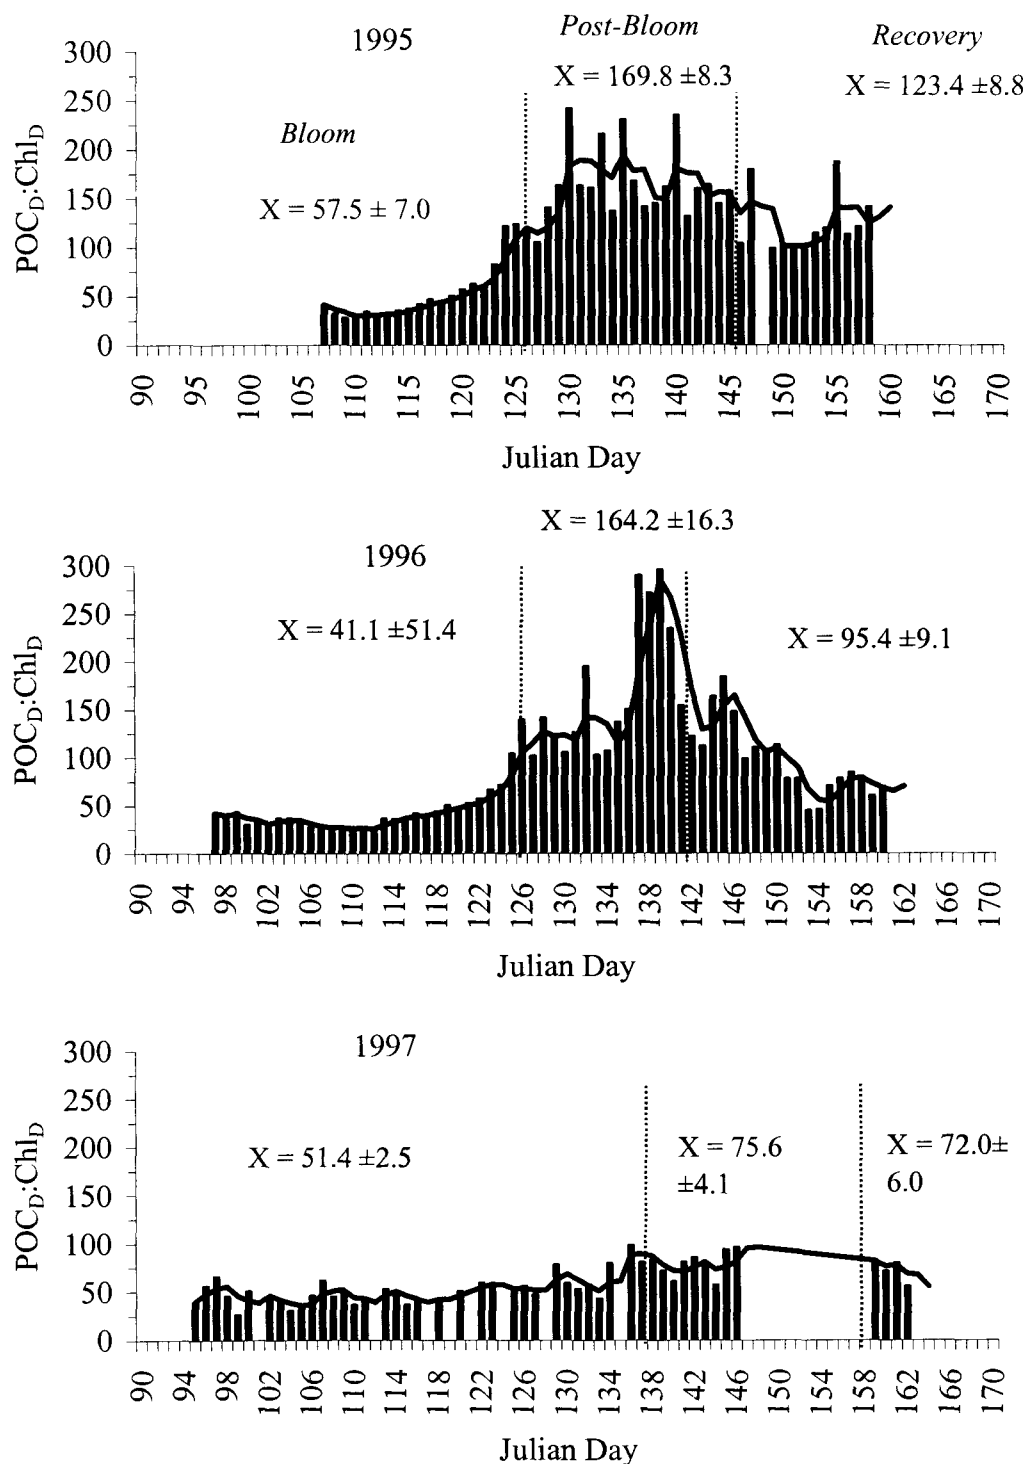 Post-Bloom
1995
Recovery
X = 169.8 ±8.3
X = 123.4 ±8.8
Bloom
X = 57.5 ± 7.0
300
250
200
150
100
50
0
POC_D:Chl_D
90 95 100 105 110 115 120 125 130 135 140 145 150 155 160 165 170
Julian Day
X = 164.2 ±16.3
1996
X = 41.1 ±51.4
X = 95.4 ±9.1
300
250
200
150
100
50
0
POC_D:Chl_D
90 94 98 102 106 110 114 118 122 126 130 134 138 142 146 150 154 158 162 166 170
Julian Day
1997
X = 51.4 ±2.5
X = 75.6
±4.1
X = 72.0±
6.0
300
250
200
150
100
50
0
POC_D:Chl_D
90 94 98 102 106 110 114 118 122 126 130 134 138 142 146 150 154 158 162 166 170
Julian Day